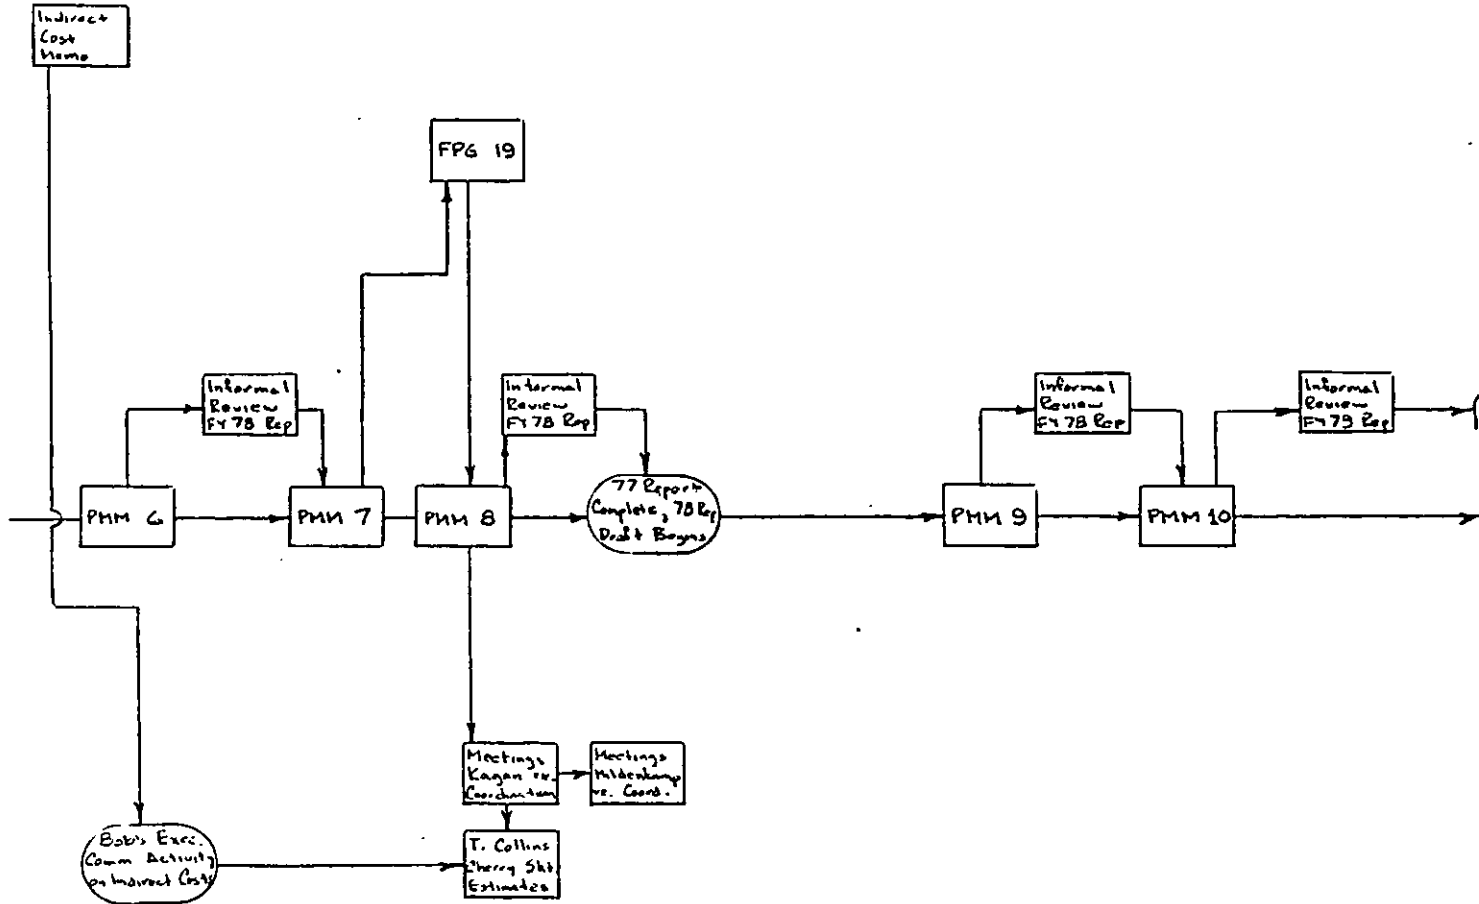 Indirect
Cost
Memo
FPG 19
Informal
Review
FY 78 Rep
Informal
Review
FY 78 Rep
Informal
Review
FY 78 Rep
Informal
Review
FY 79 Rep
PMM 6
PMM 7
PMM 8
77 Report
Complete, 78 Rep
Draft Begins
PMM 9
PMM 10
Meetings
Kagan re.
Coordination
Meetings
re. Coord.
Bob's Exec.
Comm Activity
on Indirect Costs
T. Collins
Cherry Sht
Estimates